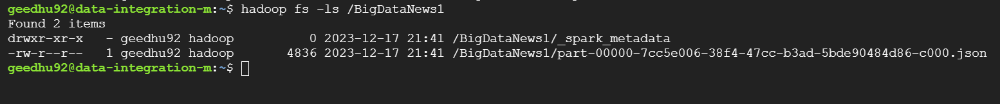 geedhu92@data-integration-m:~$ hadoop fs -ls /BigDataNews1
Found 2 items
drwxr-xr-x   - geedhu92 hadoop          0 2023-12-17 21:41 /BigDataNews1/_spark_metadata
-rw-r--r--   1 geedhu92 hadoop       4836 2023-12-17 21:41 /BigDataNews1/part-00000-7cc5e006-38f4-47cc-b3ad-5bde90484d86-c000.json
geedhu92@data-integration-m:~$